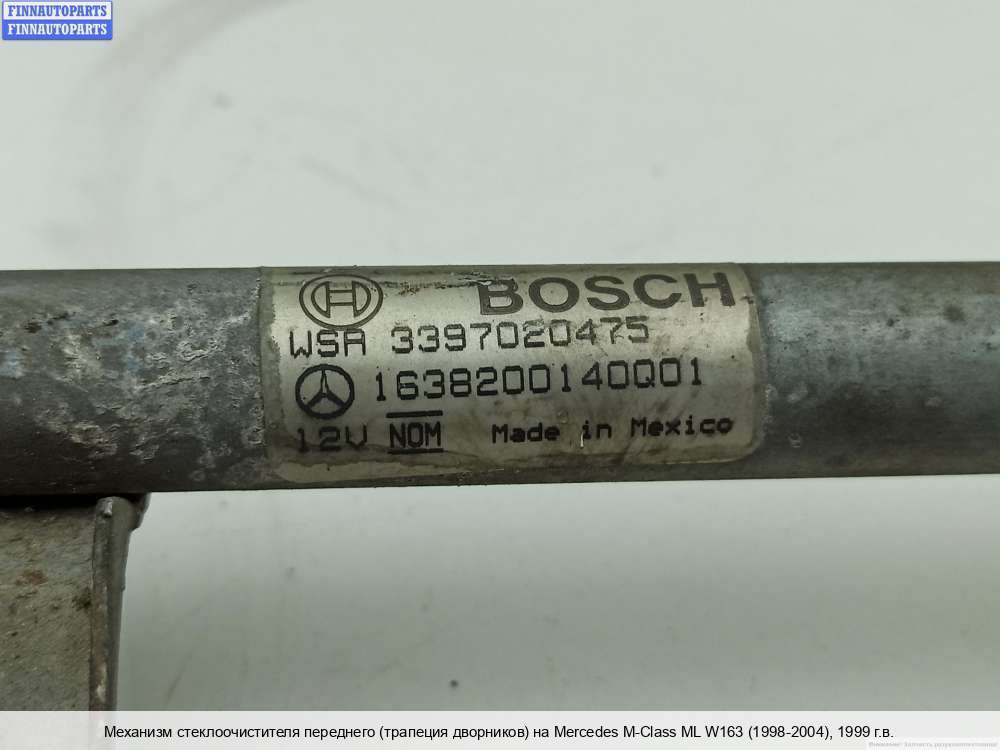 FINNAUTOPARTS
FINNAUTOPARTS
BOSCH
WSA 3397020475
1638200140Q01
12V NOM Made in Mexico
Механизм стеклоочистителя переднего (трапеция дворников) на Mercedes M-Class ML W163 (1998-2004), 1999 г.в.